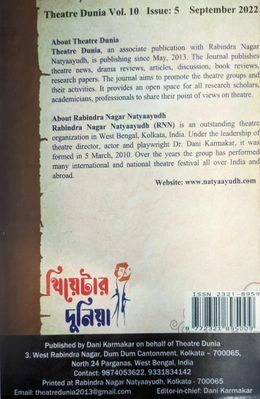 Theatre Dunia Vol. 10 Issue: 5 September 2022
About Theatre Dunia
Theatre Dunia, an associate publication with Rabindra Nagar
Natyaayudh, is publishing since May, 2013. The Journal publishes
theatre news, drama reviews, articles, discussion, book reviews,
research papers. The journal aims to promote the theatre groups and
their activities. It provides an open space for all research scholars,
academicians, professionals to share their point of views on theatre.
About Rabindra Nagar Natyaayudh
Rabindra Nagar Natyaayudh (RNN) is an outstanding theatre
organization in West Bengal, Kolkata, India. Under the leadership of
theatre director, actor and playwright Dr. Dani Karmakar, it was
formed in 5 March, 2010. Over the years the group has performed
many international and national theatre festival all over India and
abroad.
Website: www.natyaayudh.com
থিয়েটার
দুনিয়া
ISSN 2321-8959
9 772321 895009
Published by Dani Karmakar on behalf of Theatre Dunia
3, West Rabindra Nagar, Dum Dum Cantonment, Kolkata – 700065,
North 24 Parganas, West Bengal, India
Contact: 9874053622, 9331834142
Printed at Rabindra Nagar Natyaayudh, Kolkata - 700065
Email: theatredunia2013@gmail.com Editor-in-chief: Dani Karmakar